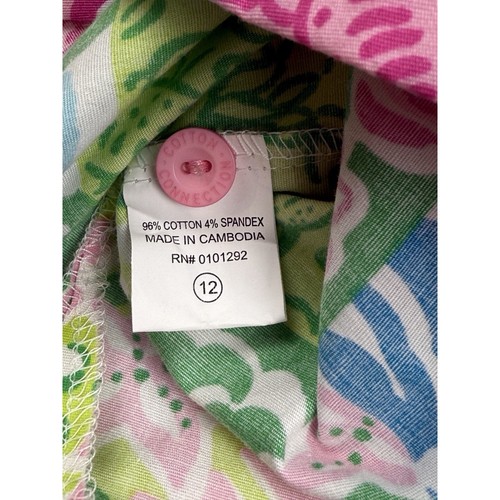 COTTON
CONNECTION
96% COTTON 4% SPANDEX
MADE IN CAMBODIA
RN# 0101292
12